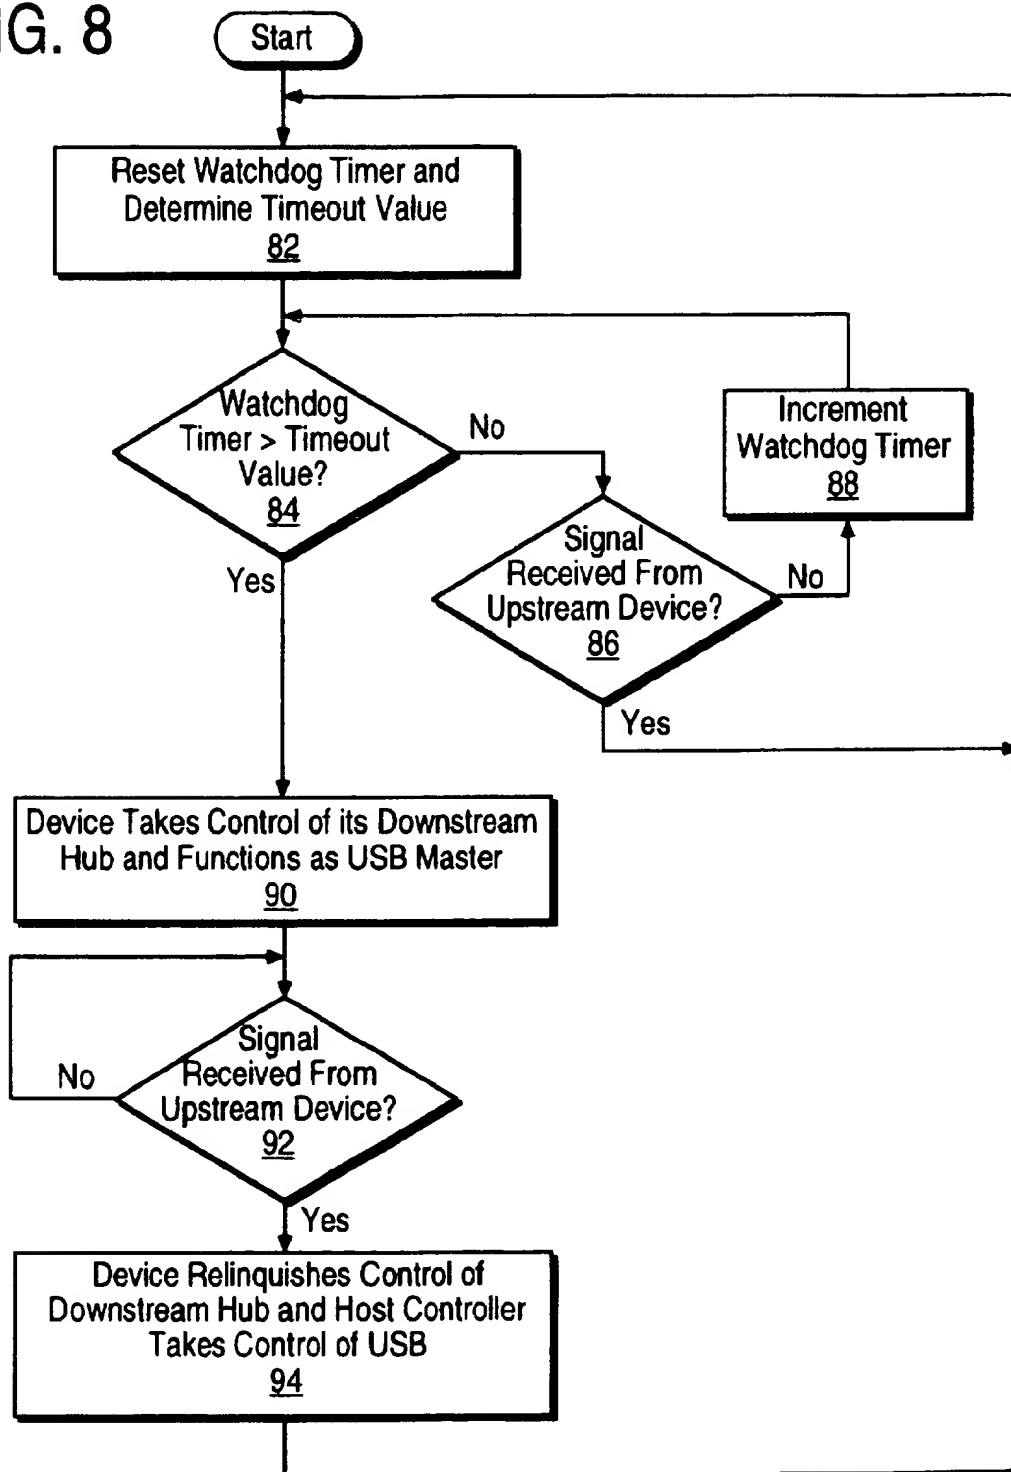 G. 8
Start
Reset Watchdog Timer and
Determine Timeout Value
82
Watchdog
Timer > Timeout
Value?
84
No
Yes
Increment
Watchdog Timer
88
Signal
Received From
Upstream Device?
86
No
Yes
Device Takes Control of its Downstream
Hub and Functions as USB Master
90
Signal
Received From
Upstream Device?
92
No
Yes
Device Relinquishes Control of
Downstream Hub and Host Controller
Takes Control of USB
94